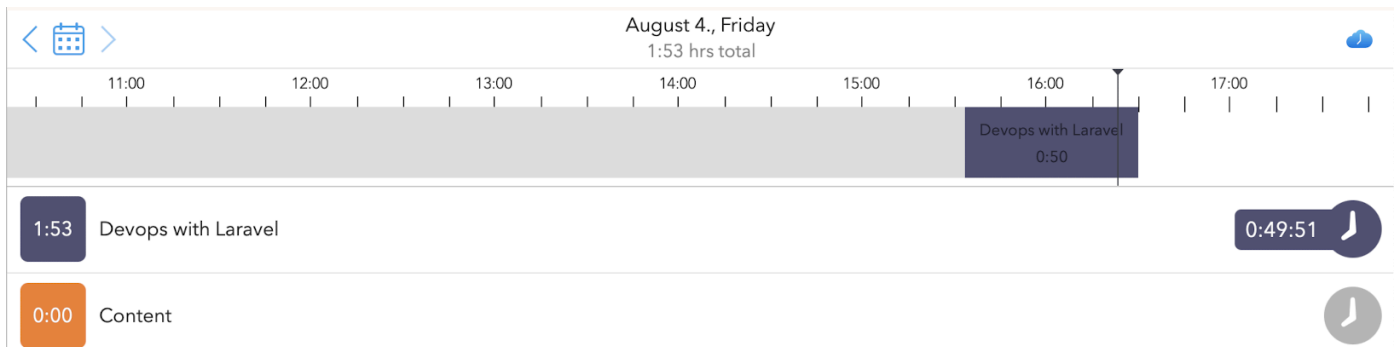 August 4., Friday
1:53 hrs total
11:00 12:00 13:00 14:00 15:00 16:00 17:00
Devops with Laravel
0:50
1:53 Devops with Laravel 0:49:51
0:00 Content